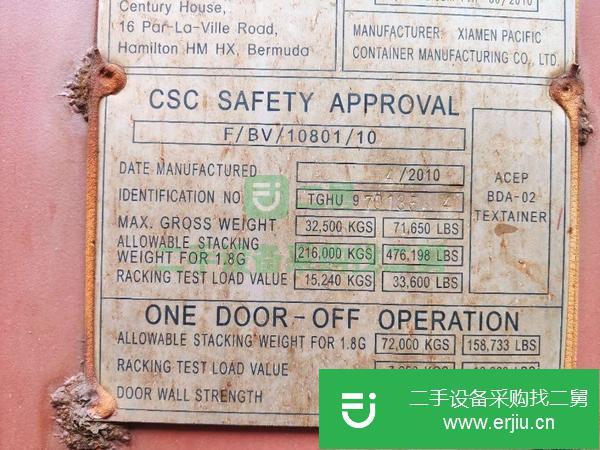 Century House,
16 Par-La-Ville Road,
Hamilton HM HX, Bermuda
MANUFACTURER: XIAMEN PACIFIC
CONTAINER MANUFACTURING CO., LTD.
CSC SAFETY APPROVAL
F/BV/10801/10
DATE MANUFACTURED 4/2010
IDENTIFICATION NO. TGHU 9
MAX. GROSS WEIGHT 32,500 KGS 71,650 LBS
ALLOWABLE STACKING
WEIGHT FOR 1.8G 216,000 KGS 476,198 LBS
RACKING TEST LOAD VALUE 15,240 KGS 33,600 LBS
ACEP
BDA-02
TEXTAINER
ONE DOOR-OFF OPERATION
ALLOWABLE STACKING WEIGHT FOR 1.8G 72,000 KGS 158,733 LBS
RACKING TEST LOAD VALUE
DOOR WALL STRENGTH
二手设备采购找二舅
www.erjiu.cn